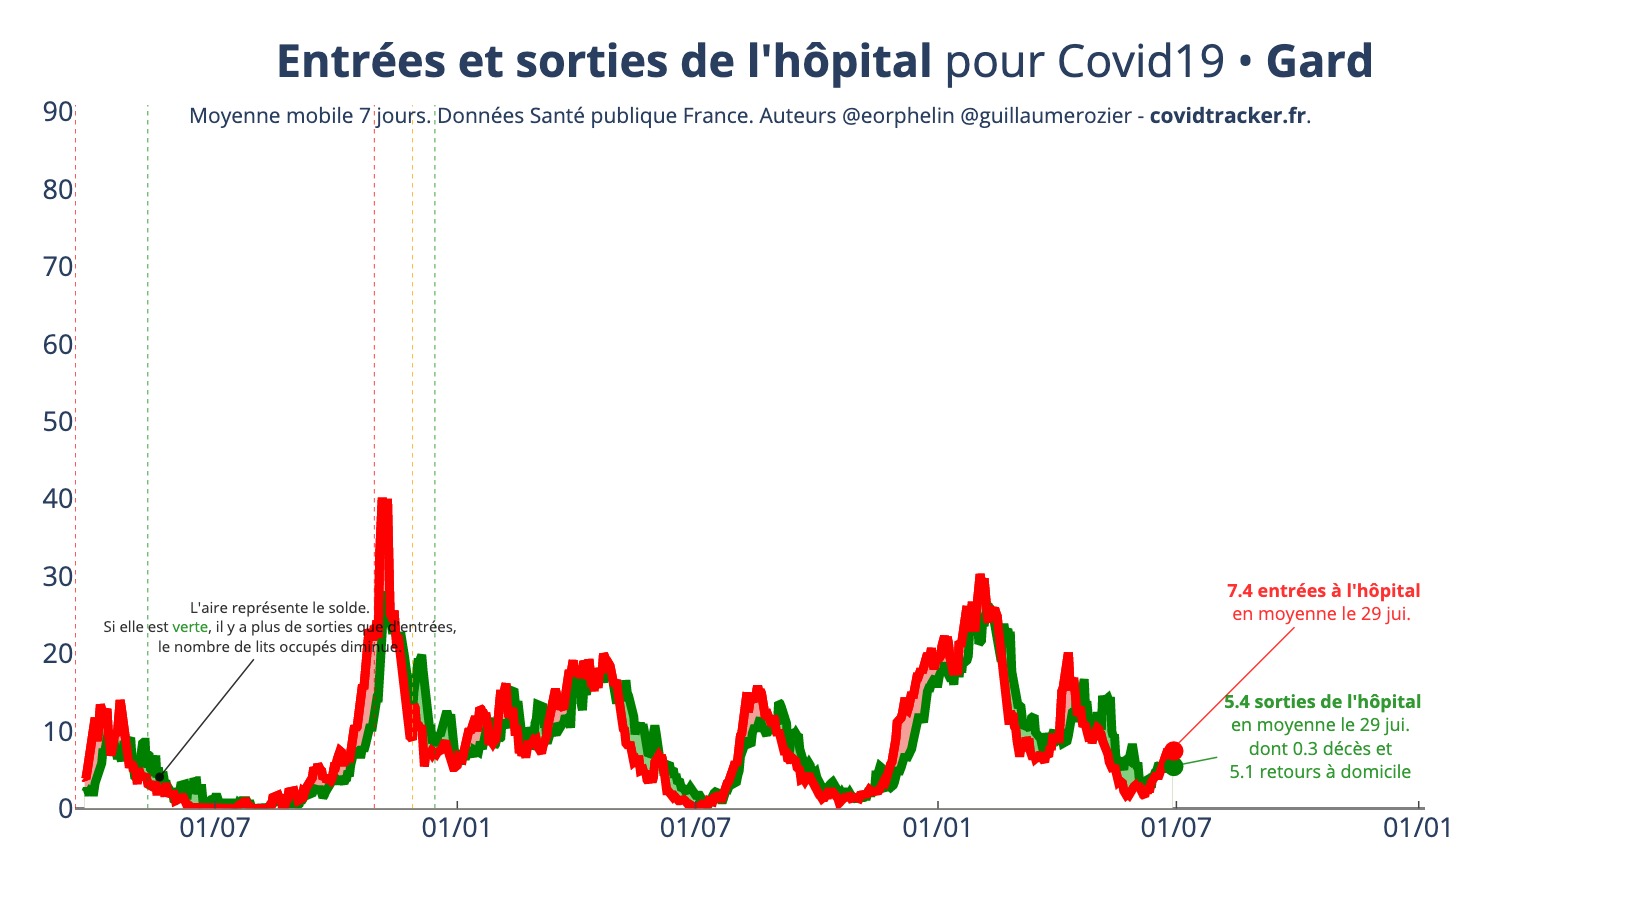 Entrées et sorties de l'hôpital pour Covid19 • Gard
Moyenne mobile 7 jours. Données Santé publique France. Auteurs @eorphelin @guillaumerozier - covidtracker.fr.
90
80
70
60
50
40
30
20
10
0
L'aire représente le solde.
Si elle est verte, il y a plus de sorties que d'entrées,
le nombre de lits occupés diminue.
7.4 entrées à l'hôpital
en moyenne le 29 jui.
5.4 sorties de l'hôpital
en moyenne le 29 jui.
dont 0.3 décès et
5.1 retours à domicile
01/07
01/01
01/07
01/01
01/07
01/01